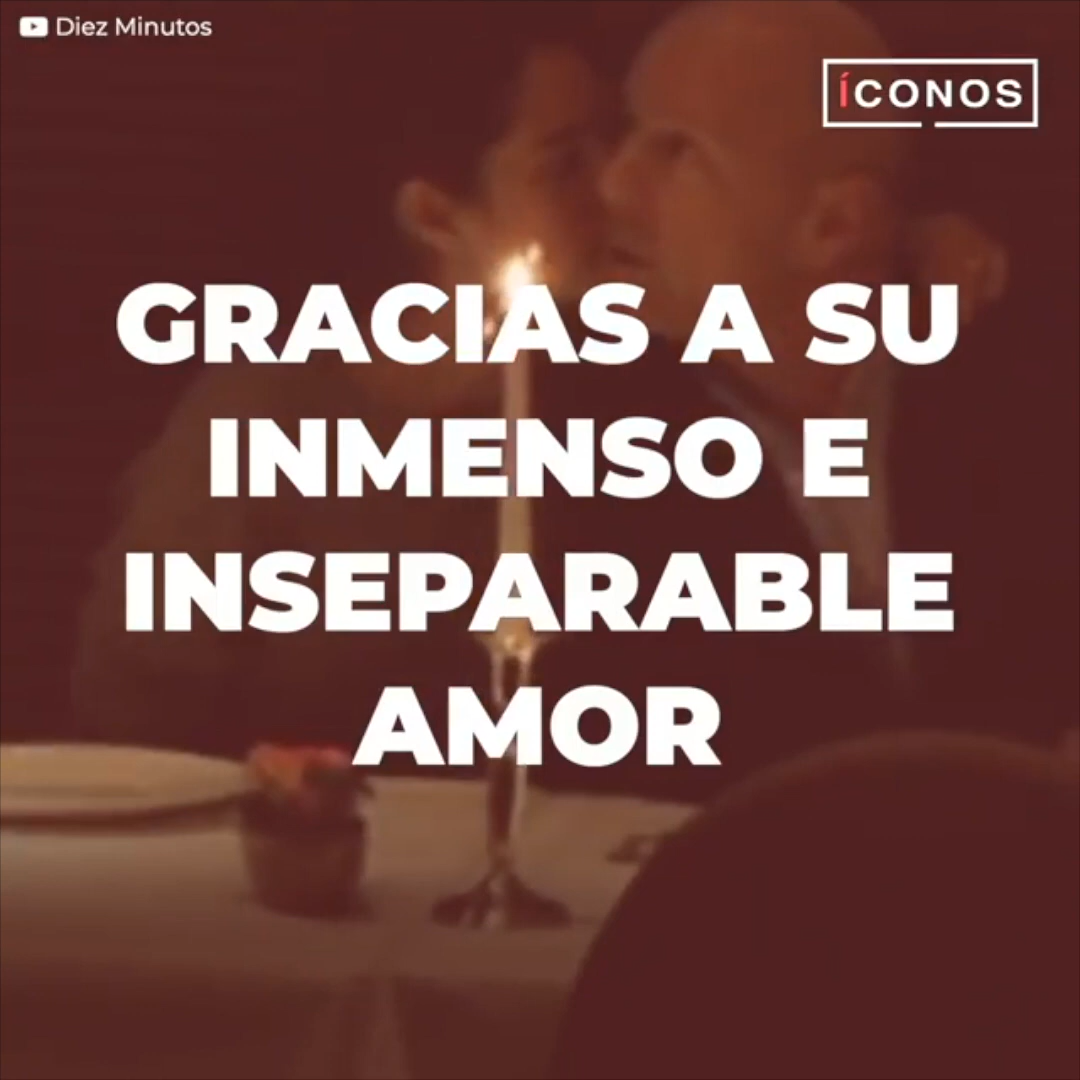 Diez Minutos
ÍCONOS
GRACIAS A SU
INMENSO E
INSEPARABLE
AMOR